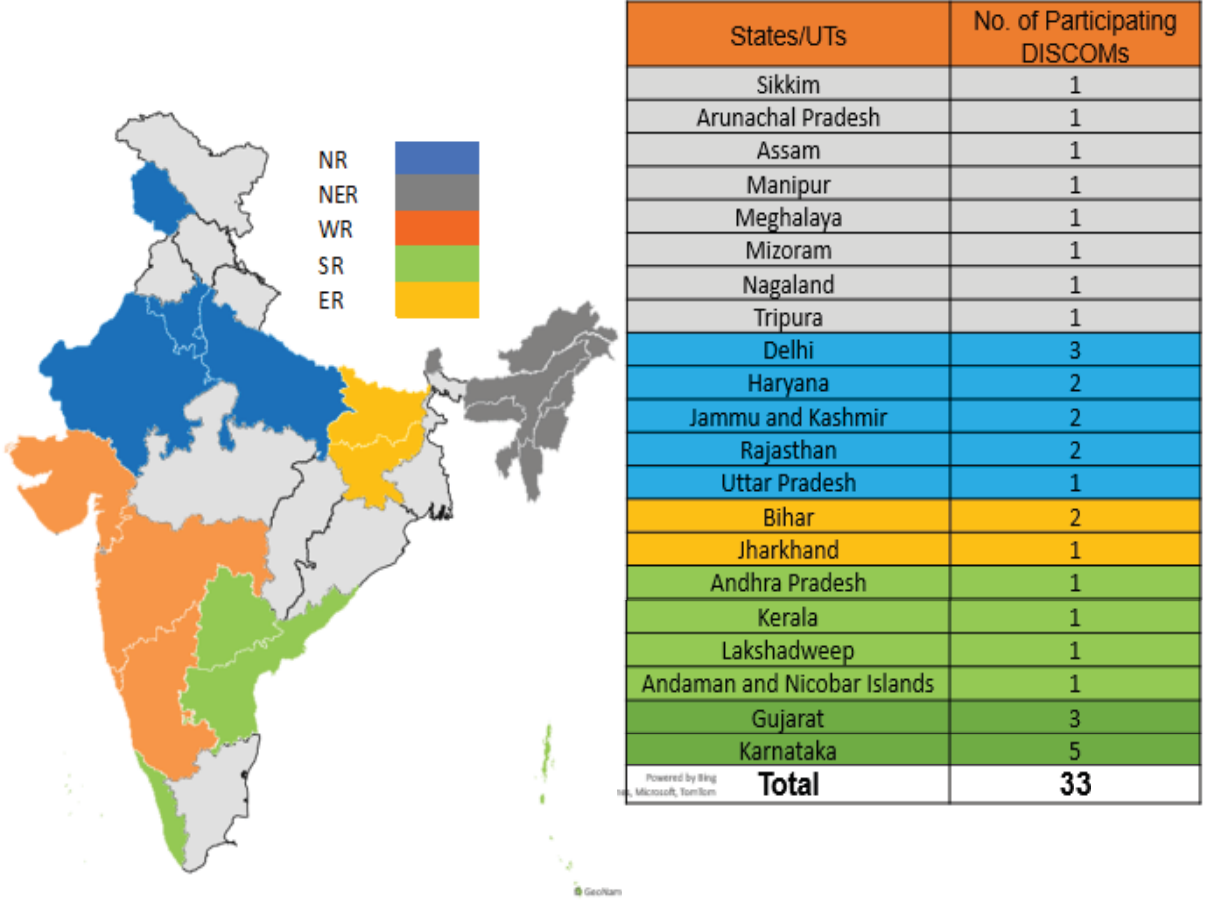 NR
NER
WR
SR
ER
States/UTs No. of Participating
DISCOMs
Sikkim 1
Arunachal Pradesh 1
Assam 1
Manipur 1
Meghalaya 1
Mizoram 1
Nagaland 1
Tripura 1
Delhi 3
Haryana 2
Jammu and Kashmir 2
Rajasthan 2
Uttar Pradesh 1
Bihar 2
Jharkhand 1
Andhra Pradesh 1
Kerala 1
Lakshadweep 1
Andaman and Nicobar Islands 1
Gujarat 3
Karnataka 5
Total 33
Powered by Bing
, Microsoft, TomTom
© GeoNam